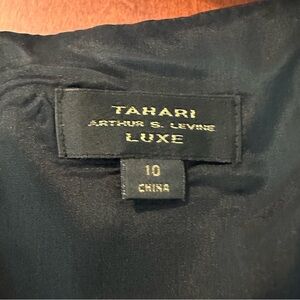 TAHARI
ARTHUR S. LEVINE
LUXE
10
CHINA